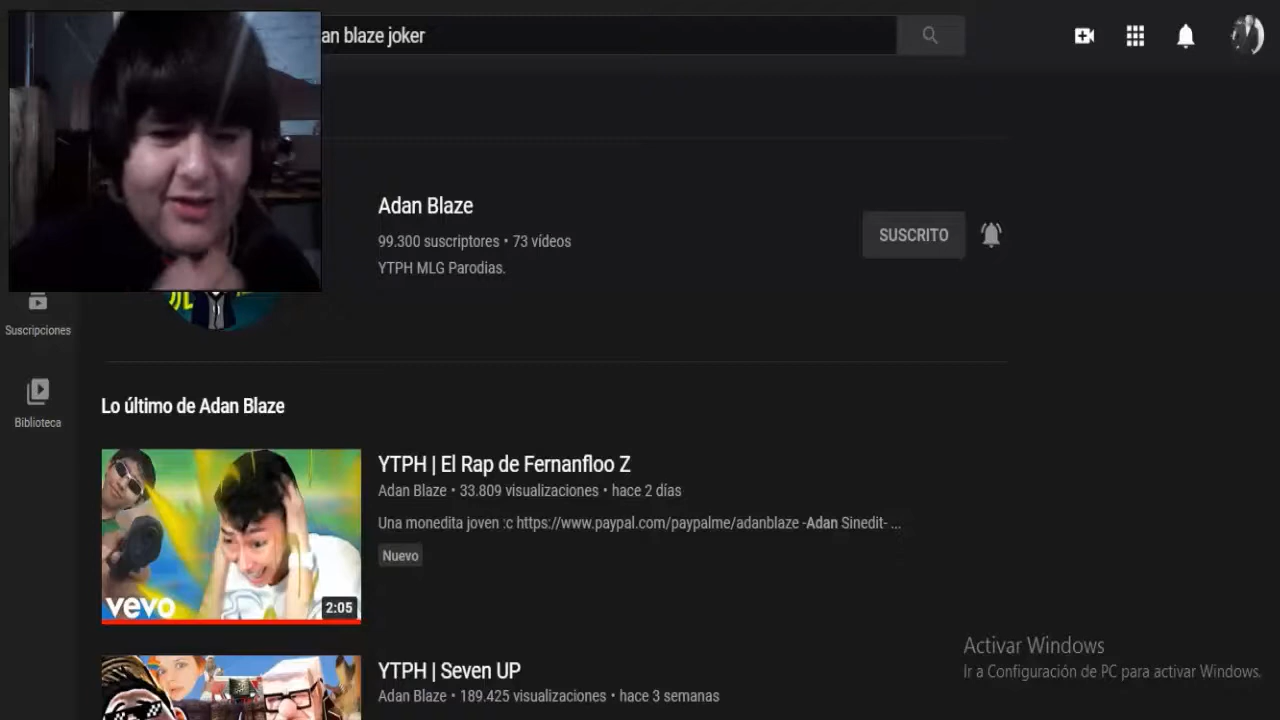 an blaze joker
Adan Blaze
99.300 suscriptores • 73 vídeos
SUSCRITO
YTPH MLG Parodias.
Suscripciones
Biblioteca
Lo último de Adan Blaze
YTPH | El Rap de Fernanfloo Z
Adan Blaze • 33.809 visualizaciones • hace 2 días
Una monedita joven :c https://www.paypal.com/paypalme/adanblaze -Adan Sinedit- ...
Nuevo
vevo
2:05
YTPH | Seven UP
Adan Blaze • 189.425 visualizaciones • hace 3 semanas
Activar Windows
Ir a Configuración de PC para activar Windows.